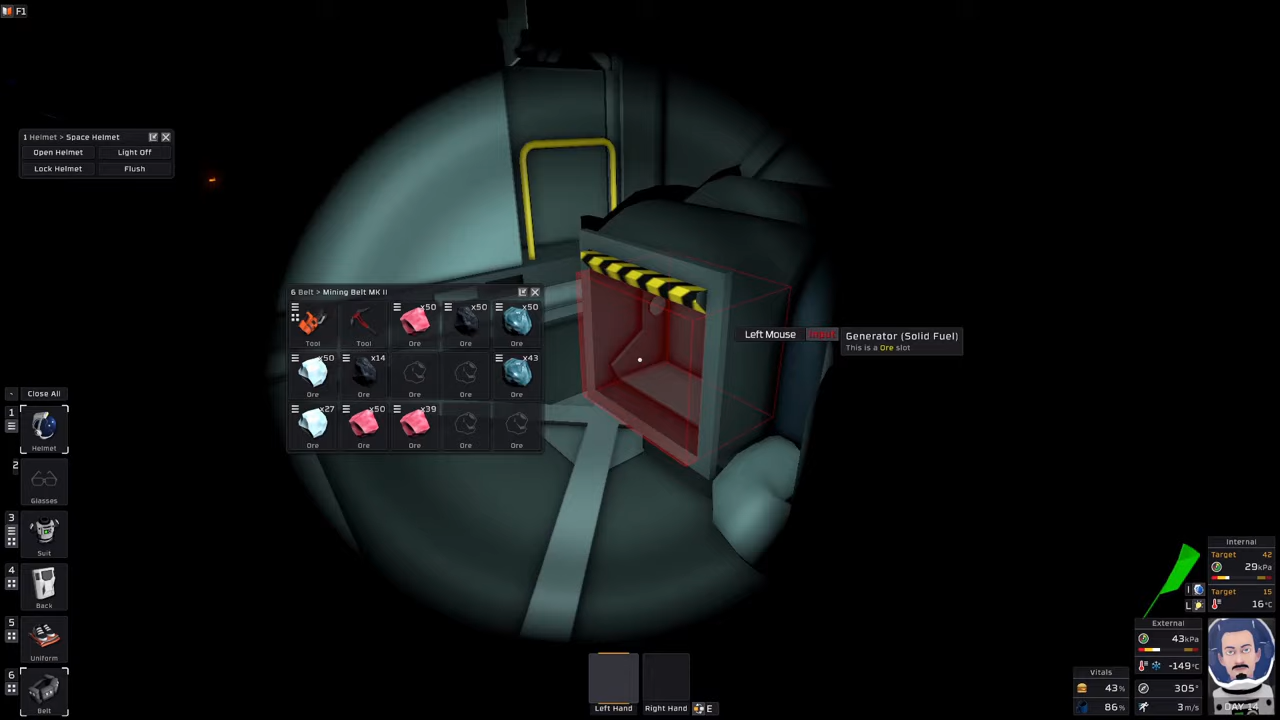 F1
1 Helmet > Space Helmet
Open Helmet Light Off
Lock Helmet Flush
6 Belt > Mining Belt MK II
x50 x50 x50
Tool Tool Ore Ore Ore
x50 x14 x43
Ore Ore Ore Ore Ore
x27 x50 x39
Ore Ore Ore Ore Ore
Left Mouse
Generator (Solid Fuel)
This is a Ore slot
- Close All
1 Helmet
2 Glasses
3 Suit
4 Back
5 Uniform
6 Belt
Left Hand Right Hand E
Internal
Target 42
29kPa
Target 15
16°C
I
L
External
43kPa
-149°C
Vitals
43% 305°
86% 3m/s
DAY 14